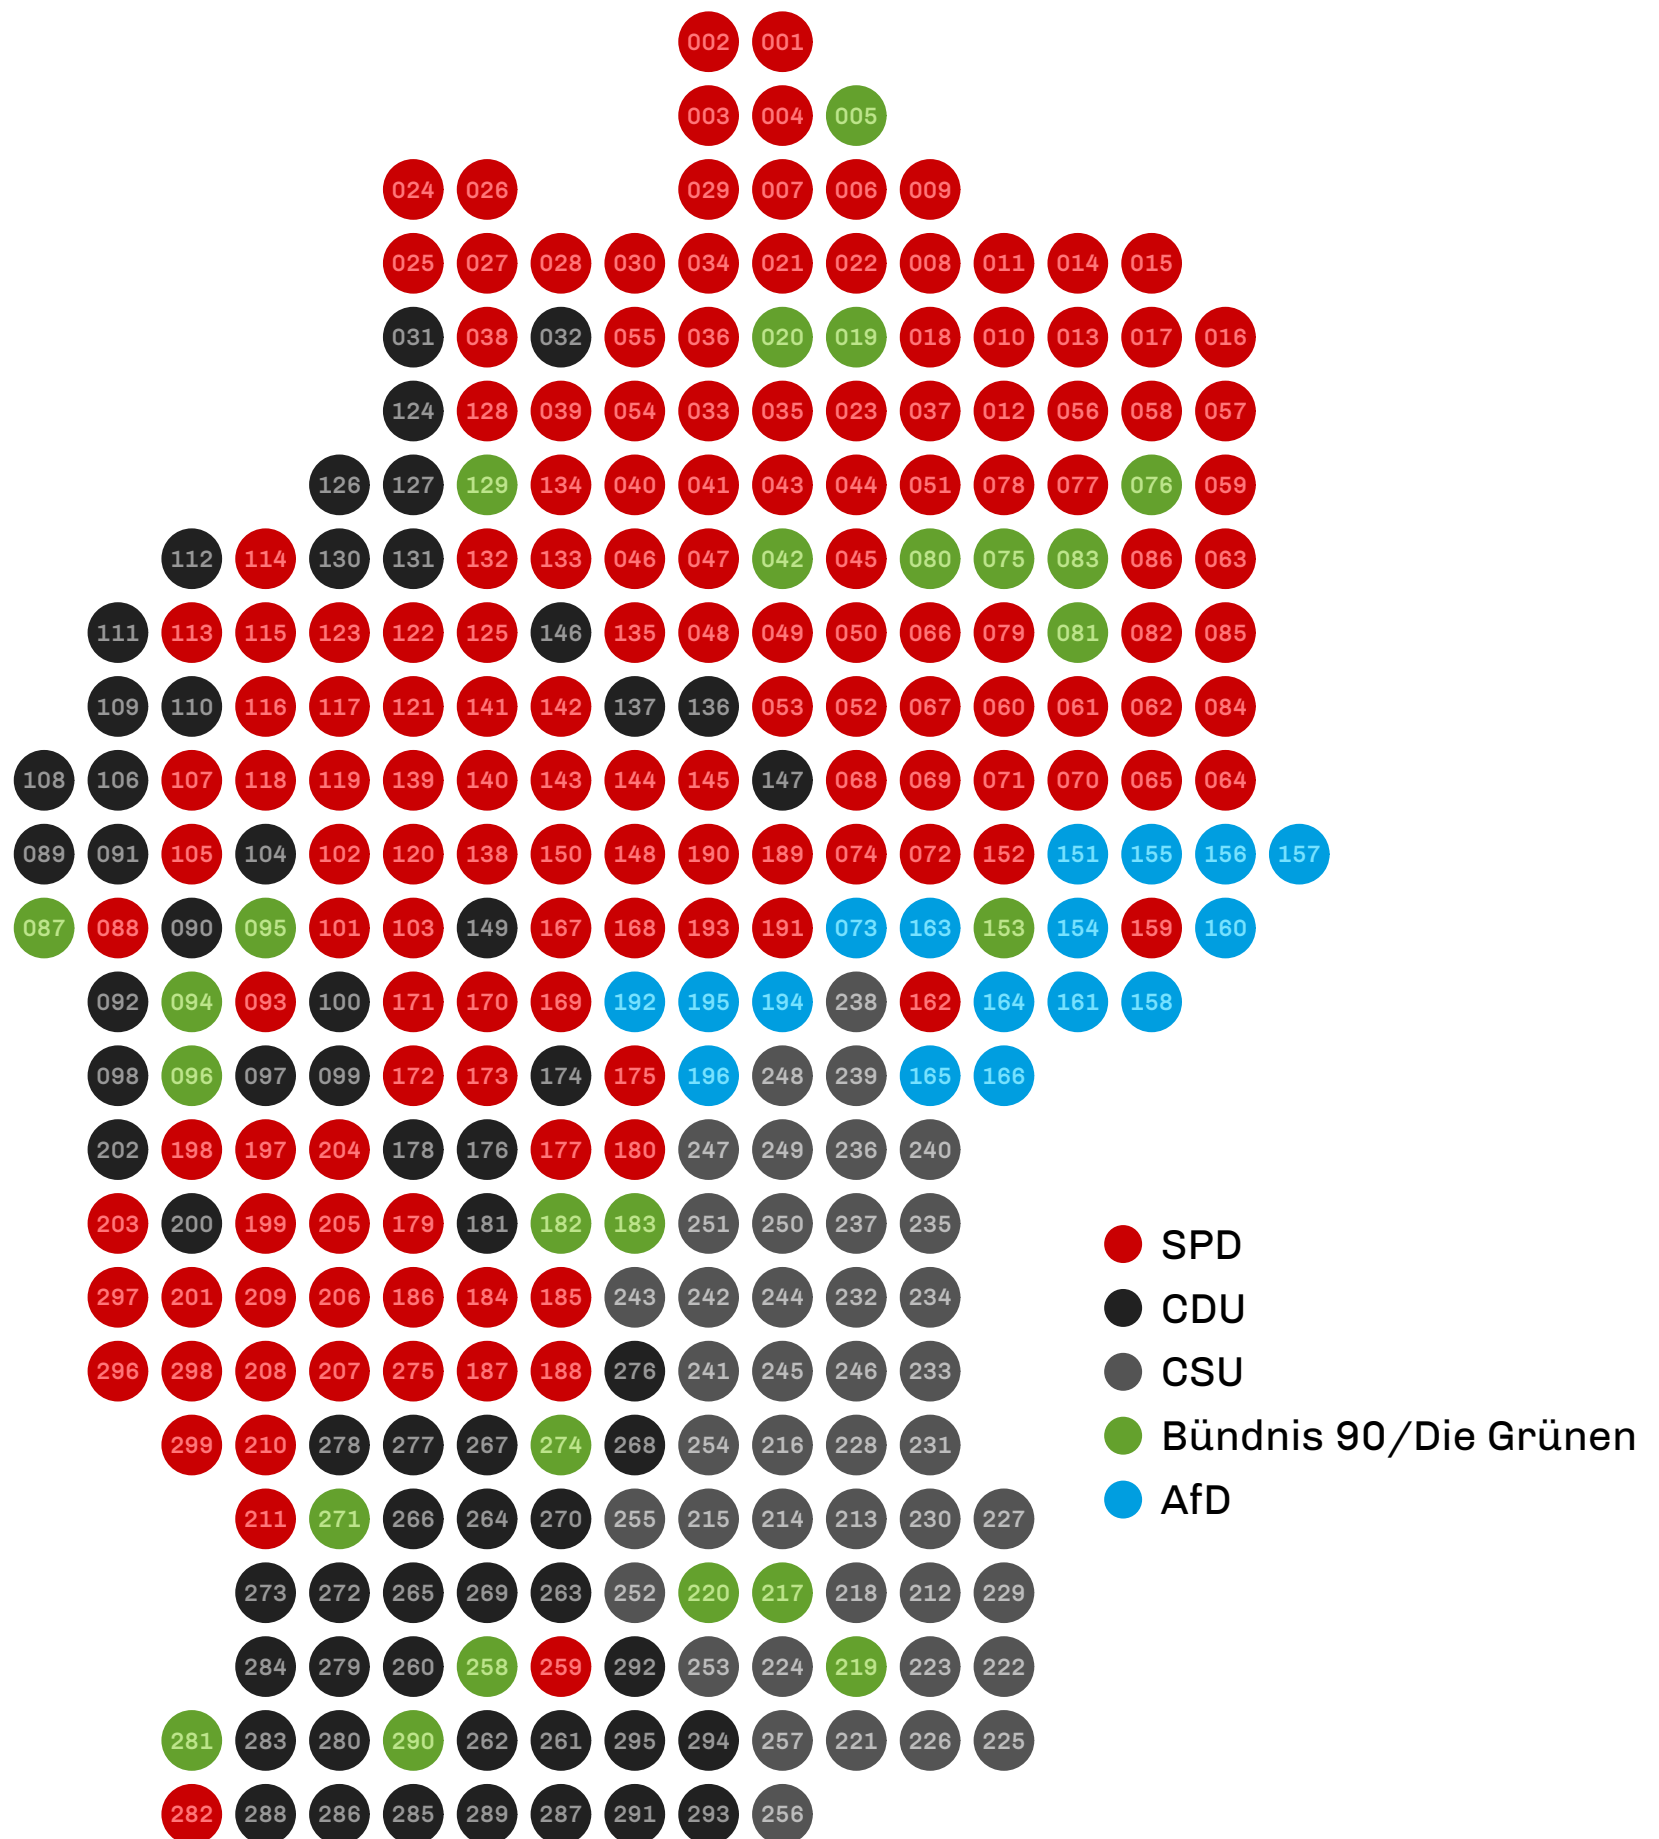 002 001
003 004 005
024 026 029 007 006 009
025 027 028 030 034 021 022 008 011 014 015
031 038 032 055 036 020 019 018 010 013 017 016
124 128 039 054 033 035 023 037 012 056 058 057
126 127 129 134 040 041 043 044 051 078 077 076 059
112 114 130 131 132 133 046 047 042 045 080 075 083 086 063
111 113 115 123 122 125 146 135 048 049 050 066 079 081 082 085
109 110 116 117 121 141 142 137 136 053 052 067 060 061 062 084
108 106 107 118 119 139 140 143 144 145 147 068 069 071 070 065 064
089 091 105 104 102 120 138 150 148 190 189 074 072 152 151 155 156 157
087 088 090 095 101 103 149 167 168 193 191 073 163 153 154 159 160
092 094 093 100 171 170 169 192 195 194 238 162 164 161 158
098 096 097 099 172 173 174 175 196 248 239 165 166
202 198 197 204 178 176 177 180 247 249 236 240
203 200 199 205 179 181 182 183 251 250 237 235
297 201 209 206 186 184 185 243 242 244 232 234
296 298 208 207 275 187 188 276 241 245 246 233
299 210 278 277 267 274 268 254 216 228 231
211 271 266 264 270 255 215 214 213 230 227
273 272 265 269 263 252 220 217 218 212 229
284 279 260 258 259 292 253 224 219 223 222
281 283 280 290 262 261 295 294 257 221 226 225
282 288 286 285 289 287 291 293 256
SPD
CDU
CSU
Bündnis 90/Die Grünen
AfD